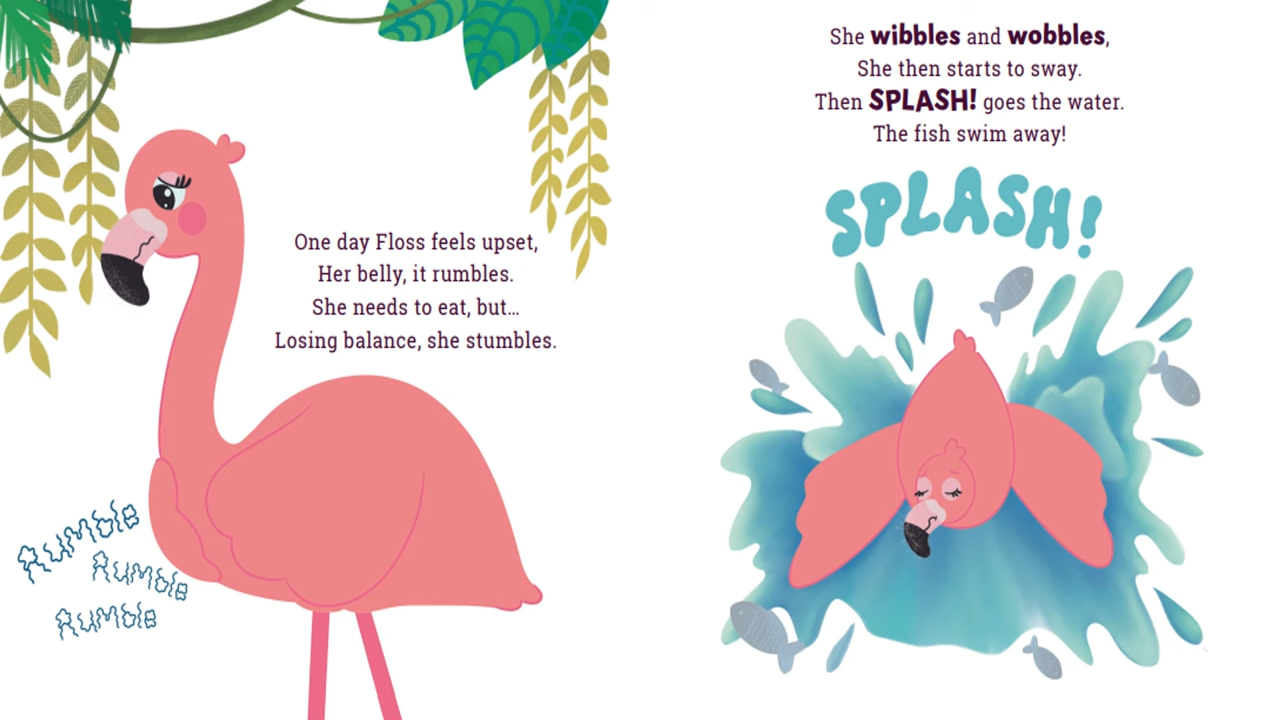 One day Floss feels upset,
Her belly, it rumbles.
She needs to eat, but...
Losing balance, she stumbles.
Rumble
Rumble
Rumble
She wibbles and wobbles,
She then starts to sway.
Then SPLASH! goes the water.
The fish swim away!
SPLASH!